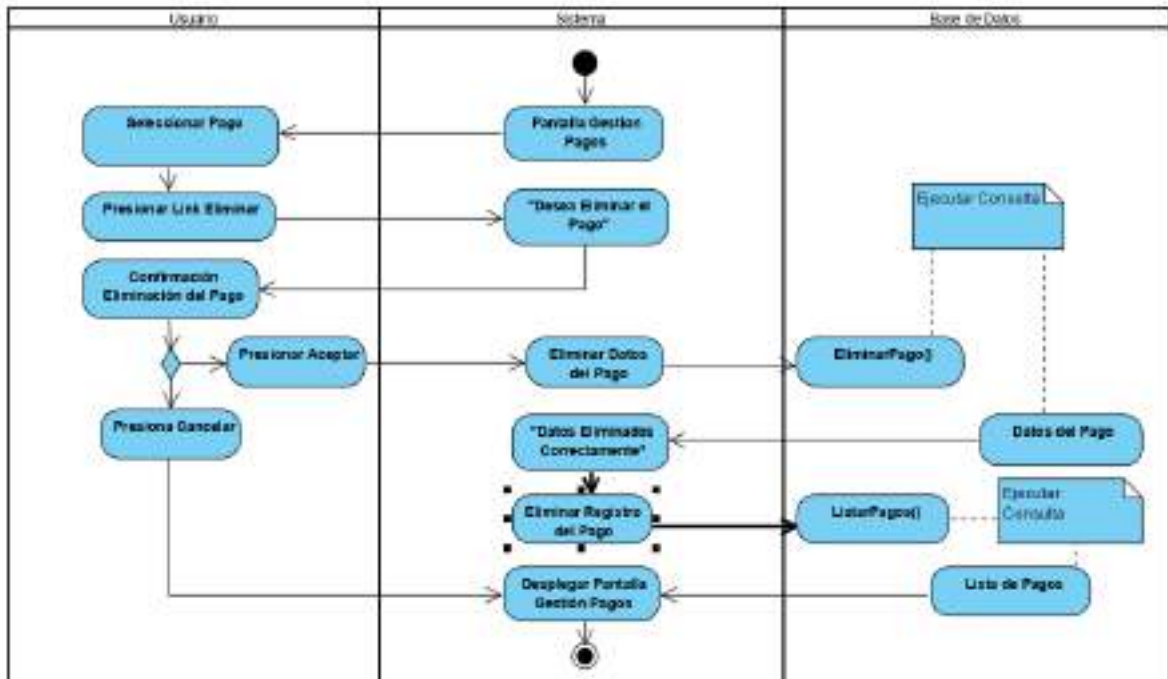 Usuario
Sistema
Base de Datos
Seleccionar Pago
Pantalla Gestion
Pagos
Presionar Link Eliminar
"Desea Eliminar el
Pago"
Ejecutar Consulta
Confirmación
Eliminación del Pago
Presionar Aceptar
Eliminar Datos
del Pago
EliminarPago()
Presiona Cancelar
"Datos Eliminados
Correctamente"
Datos del Pago
Eliminar Registro
del Pago
ListarPagos()
Ejecutar
Consulta
Desplegar Pantalla
Gestión Pagos
Lista de Pagos